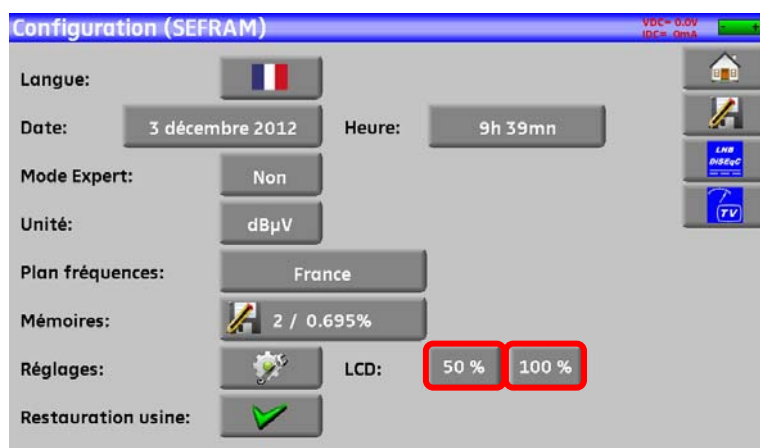 Configuration (SEFRAM)
VDC= 0.0V
IDC= 0mA
- +
Langue:
Date: 3 décembre 2012 Heure: 9h 39mn
LNB
DiSEqC
Mode Expert: Non
TV
Unité: dBµV
Plan fréquences: France
Mémoires: 2 / 0.695%
Réglages: LCD: 50 % 100 %
Restauration usine: